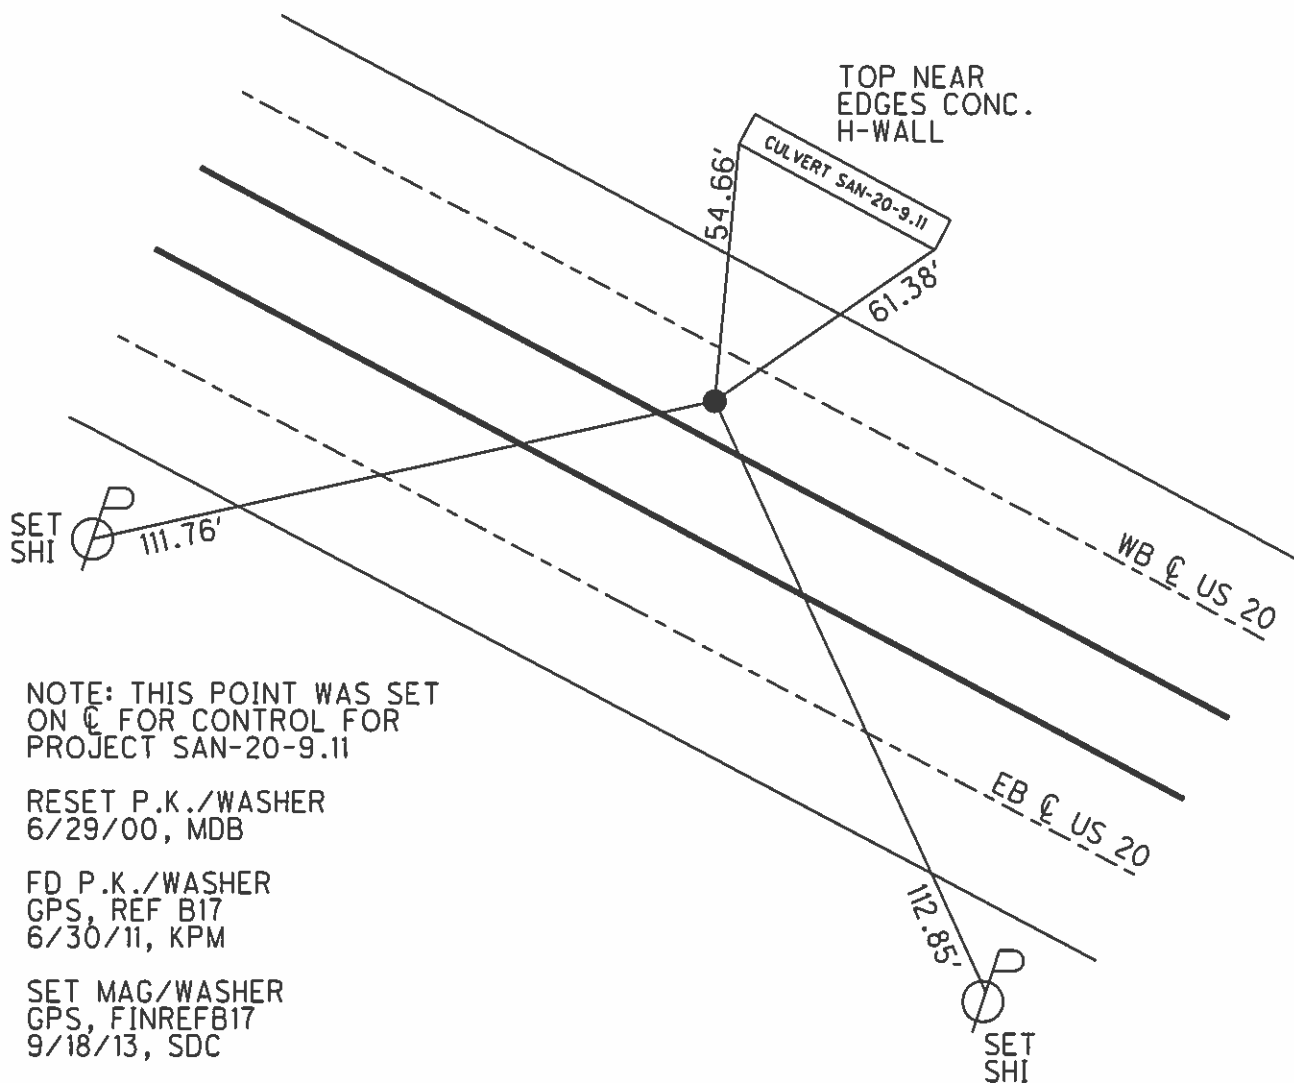 TOP NEAR
EDGES CONC.
H-WALL
CULVERT SAN-20-9.11
54.66'
61.38'
SET
SHI
111.76'
WB ℄ US 20
NOTE: THIS POINT WAS SET
ON ℄ FOR CONTROL FOR
PROJECT SAN-20-9.11
RESET P.K./WASHER
6/29/00, MDB
FD P.K./WASHER
GPS, REF B17
6/30/11, KPM
SET MAG/WASHER
GPS, FINREFB17
9/18/13, SDC
EB ℄ US 20
112.85'
SET
SHI